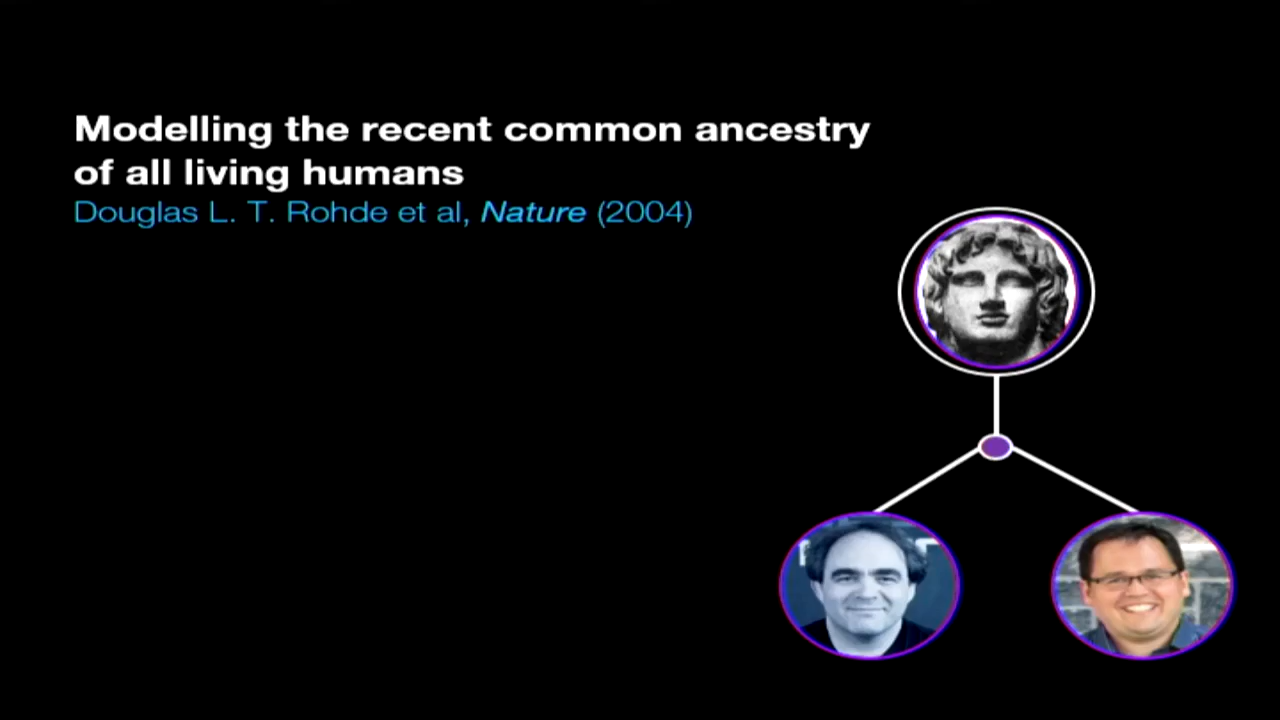 Modelling the recent common ancestry
of all living humans
Douglas L. T. Rohde et al, Nature (2004)